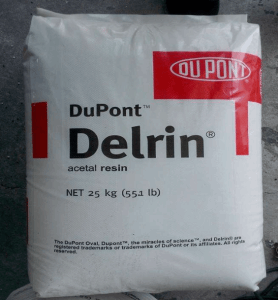 DUPONT
DuPont™
Delrin®
acetal resin
NET 25 kg (55.1 lb)
The DuPont Oval, Dupont™, the miracles of science™, and Delrin® are
registered trademarks or trademarks of DuPont or its affiliates. All rights
reserved.